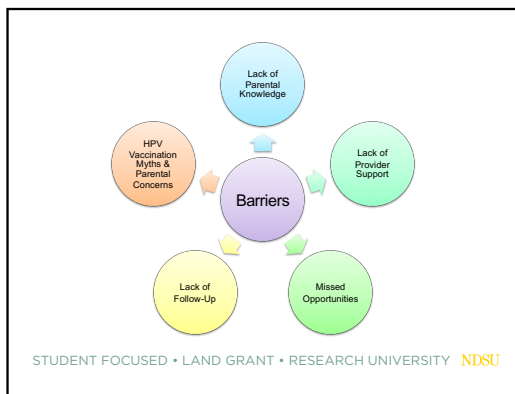 Lack of
Parental
Knowledge
HPV
Vaccination
Myths &
Parental
Concerns
Lack of
Provider
Support
Barriers
Lack of
Follow-Up
Missed
Opportunities
STUDENT FOCUSED • LAND GRANT • RESEARCH UNIVERSITY NDSU